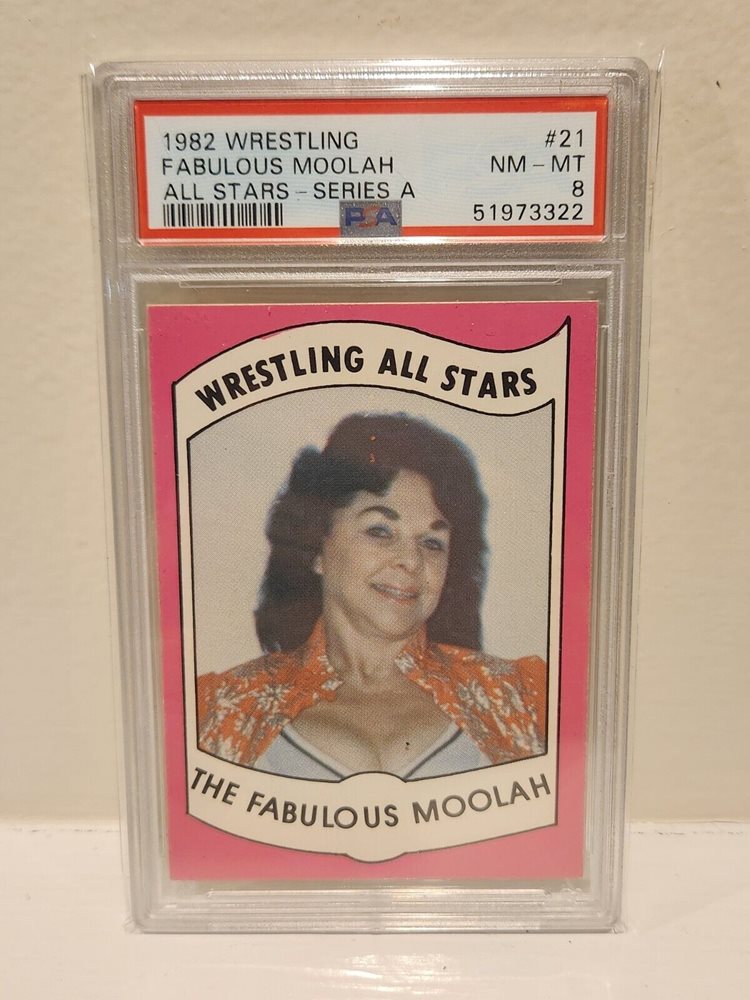 1982 WRESTLING #21
FABULOUS MOOLAH NM - MT
ALL STARS - SERIES A 8
PSA 51973322
WRESTLING ALL STARS
THE FABULOUS MOOLAH